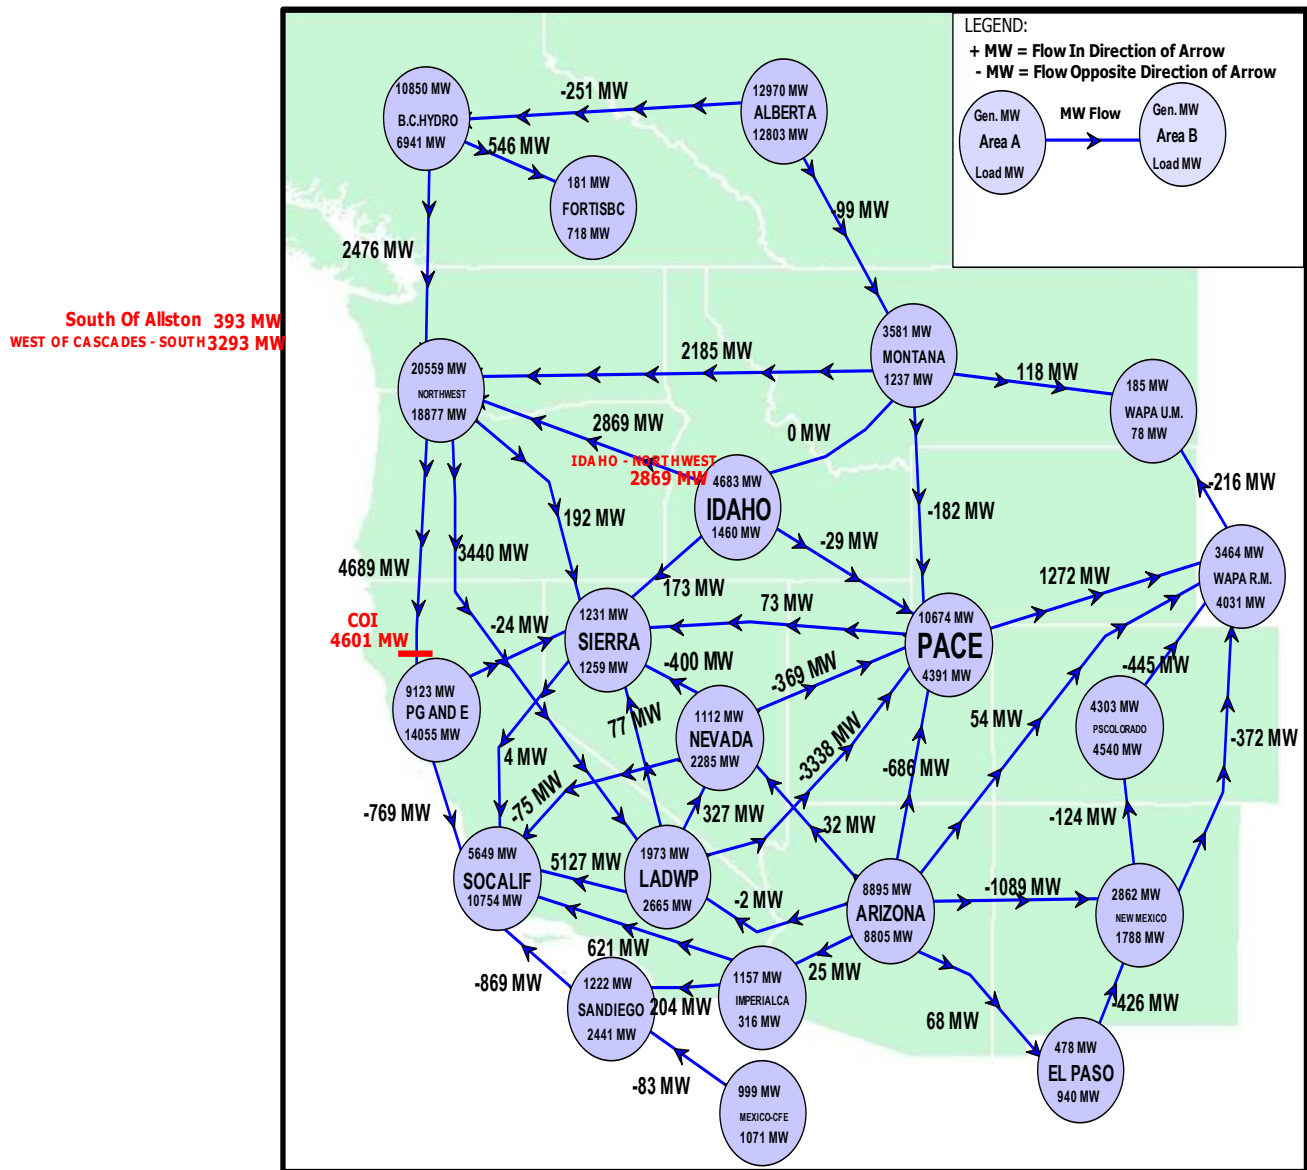 LEGEND:
+ MW = Flow In Direction of Arrow
- MW = Flow Opposite Direction of Arrow
Gen. MW
Area A
Load MW
MW Flow
Gen. MW
Area B
Load MW
10850 MW
B.C.HYDRO
6941 MW
-251 MW
12970 MW
ALBERTA
12803 MW
546 MW
181 MW
FORTISBC
718 MW
-99 MW
2476 MW
South Of Allston 393 MW
WEST OF CASCADES - SOUTH 3293 MW
20559 MW
NORTHWEST
18877 MW
2185 MW
3581 MW
MONTANA
1237 MW
118 MW
185 MW
WAPA U.M.
78 MW
2869 MW
0 MW
IDAHO - NORTHWEST
2869 MW
4683 MW
IDAHO
1460 MW
-216 MW
-182 MW
192 MW
3440 MW
-29 MW
4689 MW
173 MW
73 MW
1272 MW
3464 MW
WAPA R.M.
4031 MW
COI
4601 MW
-24 MW
1231 MW
SIERRA
1259 MW
10674 MW
PACE
4391 MW
-400 MW
-369 MW
-445 MW
9123 MW
PG AND E
14055 MW
77 MW
1112 MW
NEVADA
2285 MW
54 MW
4303 MW
PSCOLORADO
4540 MW
-372 MW
4 MW
-75 MW
-3338 MW
-686 MW
-769 MW
327 MW
32 MW
-124 MW
5649 MW
SOCALIF
10754 MW
5127 MW
1973 MW
LADWP
2665 MW
-2 MW
8895 MW
ARIZONA
8805 MW
-1089 MW
2862 MW
NEW MEXICO
1788 MW
621 MW
25 MW
-869 MW
1222 MW
SANDIEGO
2441 MW
204 MW
1157 MW
IMPERIALCA
316 MW
68 MW
-426 MW
478 MW
EL PASO
940 MW
-83 MW
999 MW
MEXICO-CFE
1071 MW